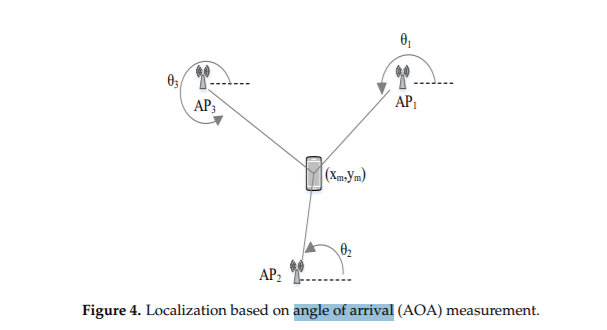 θ₁
θ₃
AP₃
AP₁
(xₘ,yₘ)
θ₂
AP₂
Figure 4. Localization based on angle of arrival (AOA) measurement.